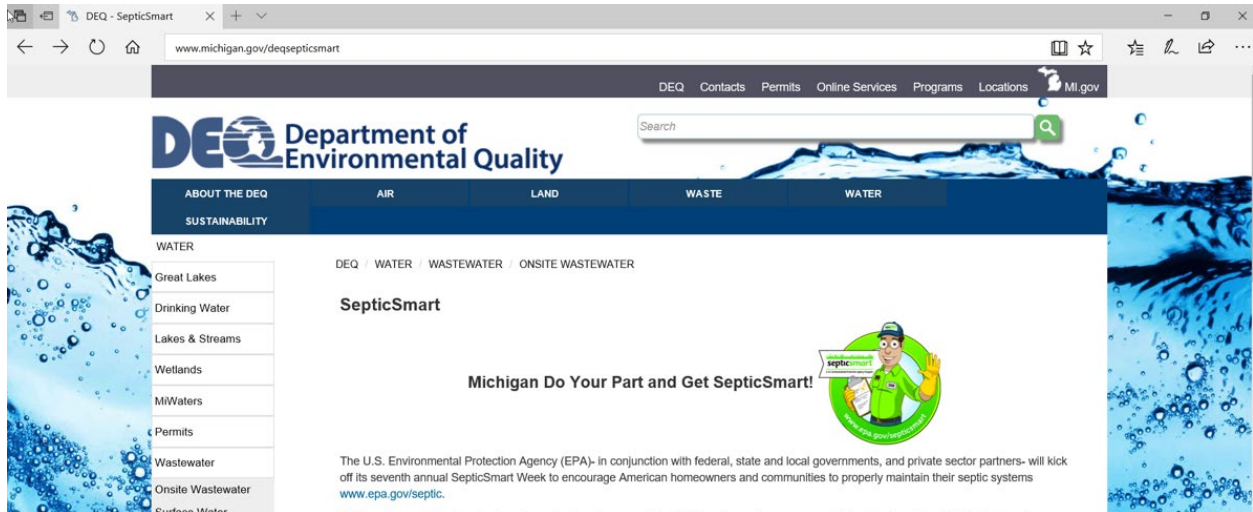 DEQ - SepticSmart
www.michigan.gov/deqsepticsmart
DEQ Contacts Permits Online Services Programs Locations MI.gov
DEQ Department of
Environmental Quality
Search
ABOUT THE DEQ AIR LAND WASTE WATER
SUSTAINABILITY
WATER
Great Lakes
Drinking Water
Lakes & Streams
Wetlands
MiWaters
Permits
Wastewater
Onsite Wastewater
Surface Water
DEQ / WATER / WASTEWATER / ONSITE WASTEWATER
SepticSmart
Michigan Do Your Part and Get SepticSmart!
septicsmart
www.epa.gov/septicsmart
The U.S. Environmental Protection Agency (EPA)- in conjunction with federal, state and local governments, and private sector partners- will kick
off its seventh annual SepticSmart Week to encourage American homeowners and communities to properly maintain their septic systems
www.epa.gov/septic.